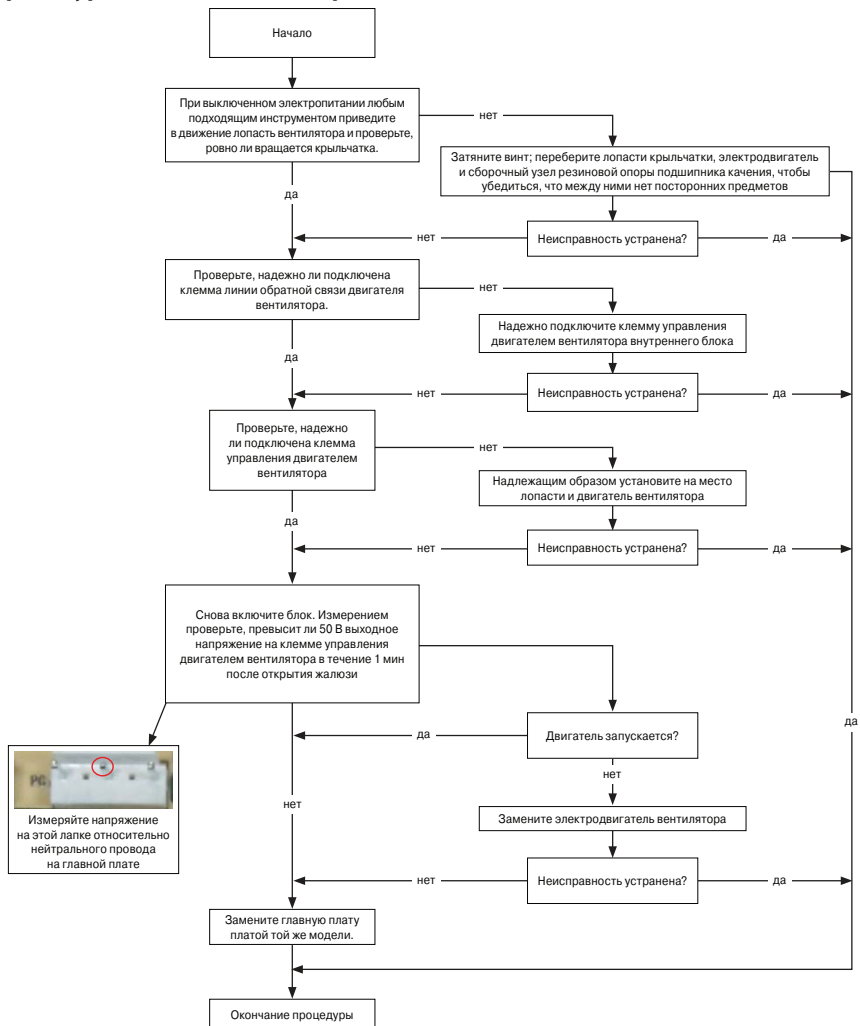 Начало
При выключенном электропитании любым
подходящим инструментом приведите
в движение лопасть вентилятора и проверьте,
ровно ли вращается крыльчатка.
нет
Затяните винт; переберите лопасти крыльчатки, электродвигатель
и сборочный узел резиновой опоры подшипника качения, чтобы
убедиться, что между ними нет посторонних предметов
да
нет
Неисправность устранена?
да
Проверьте, надежно ли подключена
клемма линии обратной связи двигателя
вентилятора.
нет
Надежно подключите клемму управления
двигателем вентилятора внутреннего блока
да
нет
Неисправность устранена?
да
Проверьте, надежно
ли подключена клемма
управления двигателем
вентилятора
нет
Надлежащим образом установите на место
лопасти и двигатель вентилятора
да
нет
Неисправность устранена?
да
Снова включите блок. Измерением
проверьте, превысит ли 50 В выходное
напряжение на клемме управления
двигателем вентилятора в течение 1 мин
после открытия жалюзи
да
Двигатель запускается?
да
нет
PG
Измеряйте напряжение
на этой лапке относительно
нейтрального провода
на главной плате
нет
Замените электродвигатель вентилятора
нет
Неисправность устранена?
да
Замените главную плату
платой той же модели.
Окончание процедуры